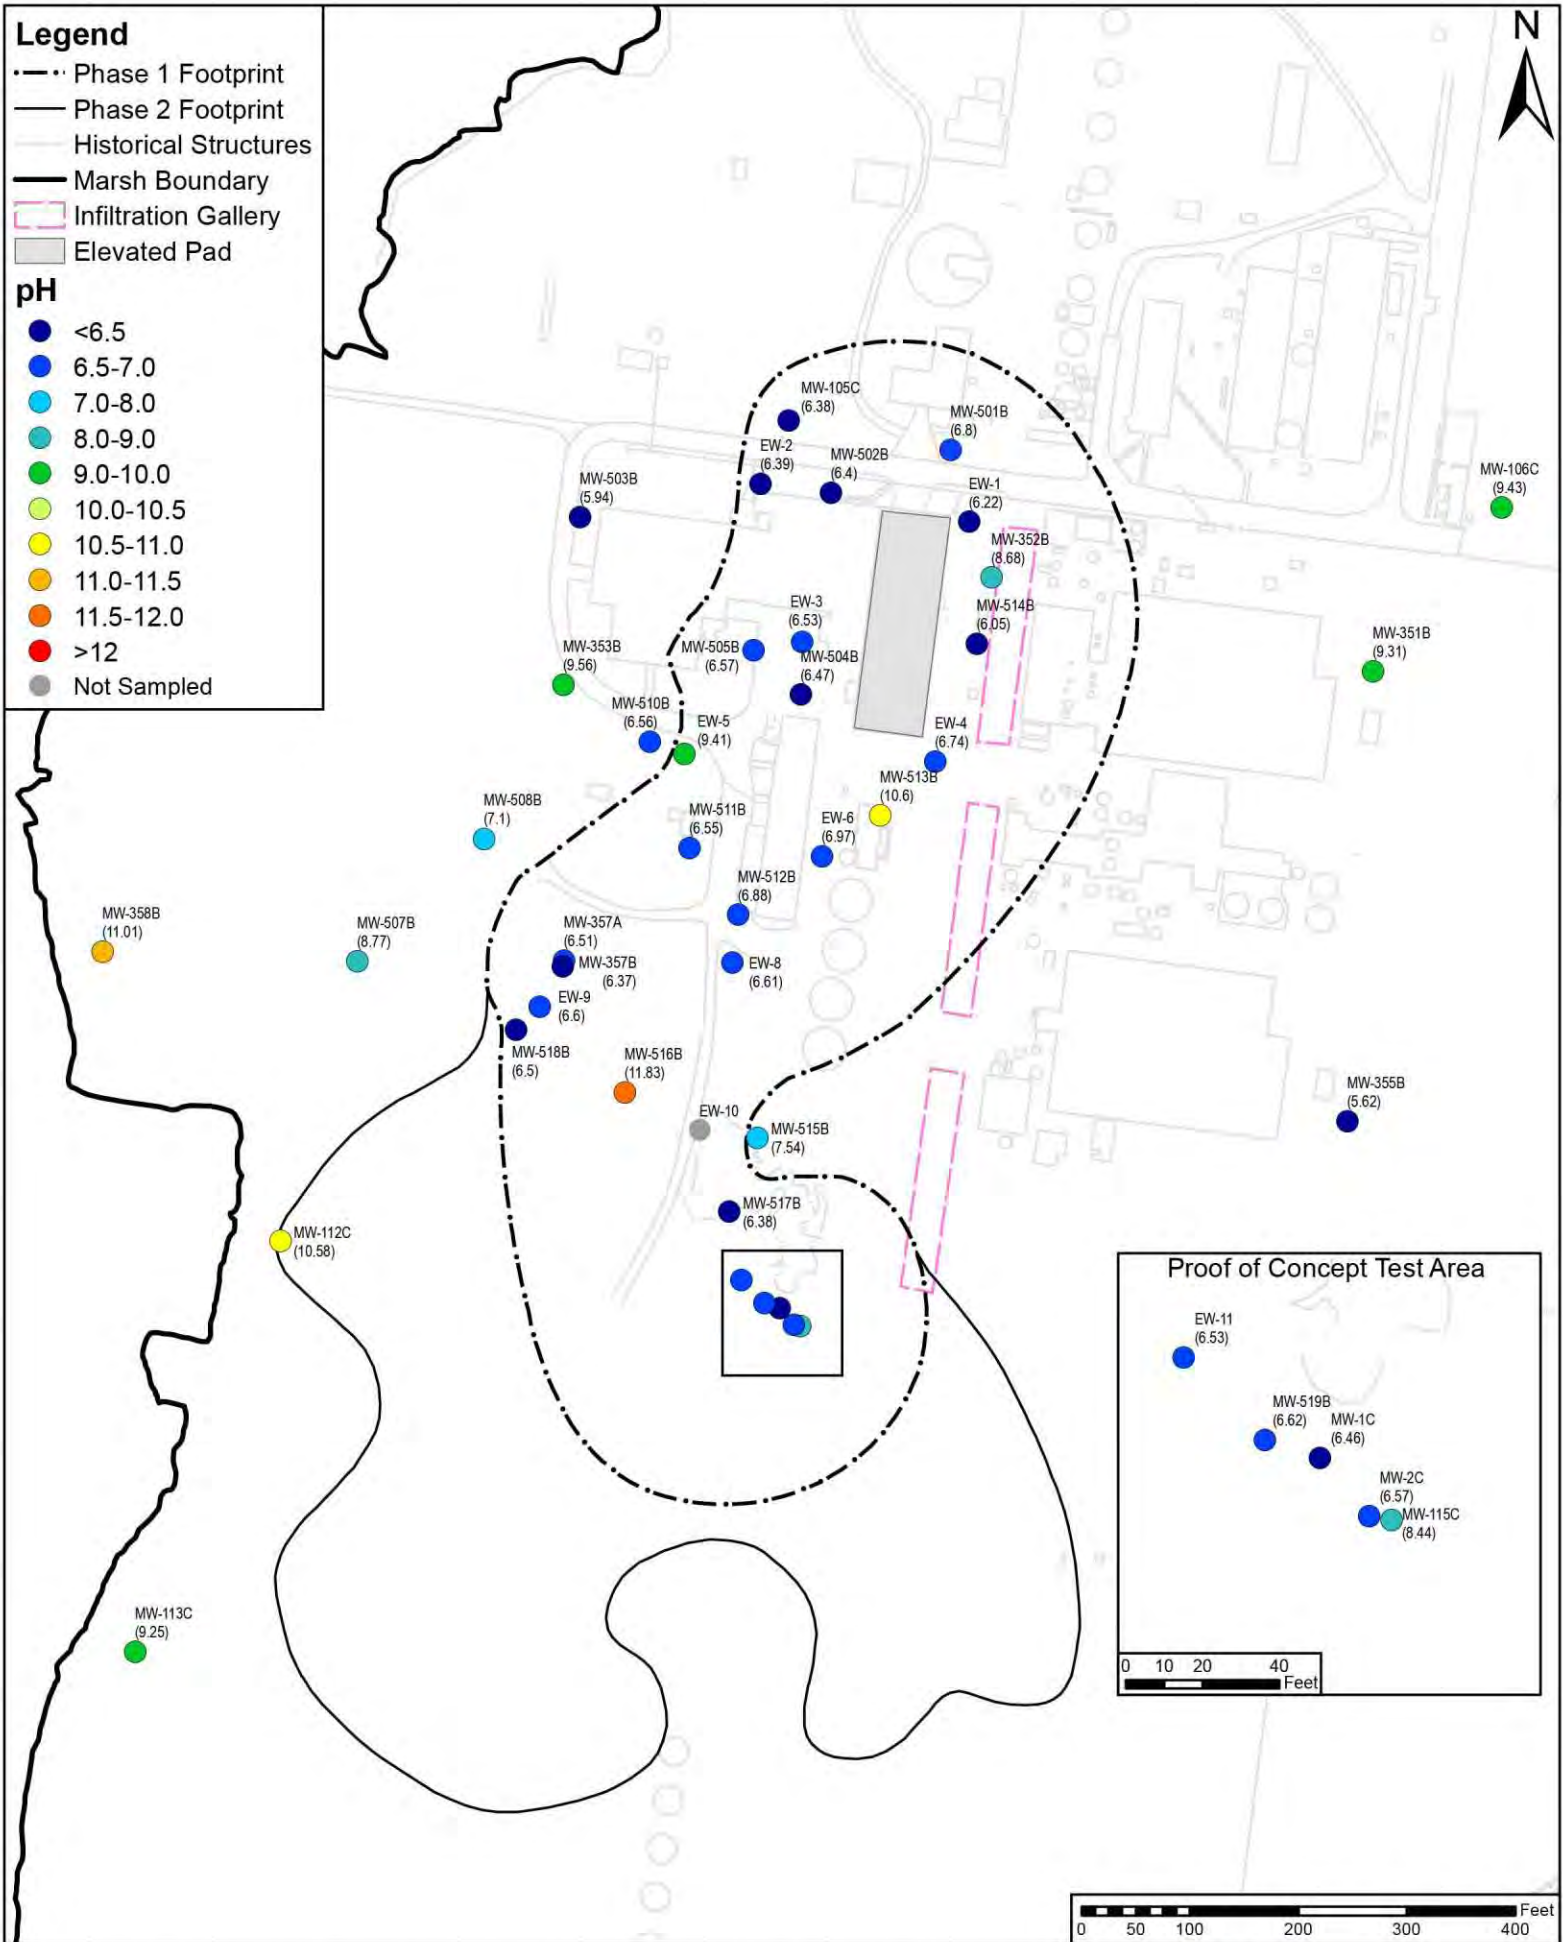 Legend
Phase 1 Footprint
Phase 2 Footprint
Historical Structures
Marsh Boundary
Infiltration Gallery
Elevated Pad
pH
<6.5
6.5-7.0
7.0-8.0
8.0-9.0
9.0-10.0
10.0-10.5
10.5-11.0
11.0-11.5
11.5-12.0
>12
Not Sampled
N
MW-105C
(6.38)
MW-501B
(6.8)
EW-2
(6.39)
MW-502B
(6.4)
MW-503B
(5.94)
EW-1
(6.22)
MW-106C
(9.43)
MW-352B
(8.68)
EW-3
(6.53)
MW-514B
(6.05)
MW-505B
(6.57)
MW-504B
(6.47)
MW-353B
(9.56)
MW-351B
(9.31)
MW-510B
(6.56)
EW-5
(9.41)
EW-4
(6.74)
MW-513B
(10.6)
MW-508B
(7.1)
MW-511B
(6.55)
EW-6
(6.97)
MW-512B
(6.88)
MW-358B
(11.01)
MW-507B
(8.77)
MW-357A
(6.51)
MW-357B
(6.37)
EW-8
(6.61)
EW-9
(6.6)
MW-518B
(6.5)
MW-516B
(11.83)
MW-355B
(5.62)
EW-10
MW-515B
(7.54)
MW-517B
(6.38)
MW-112C
(10.58)
MW-113C
(9.25)
Proof of Concept Test Area
EW-11
(6.53)
MW-519B
(6.62)
MW-1C
(6.46)
MW-2C
(6.57)
MW-115C
(8.44)
0 10 20 40
Feet
Feet
0 50 100 200 300 400